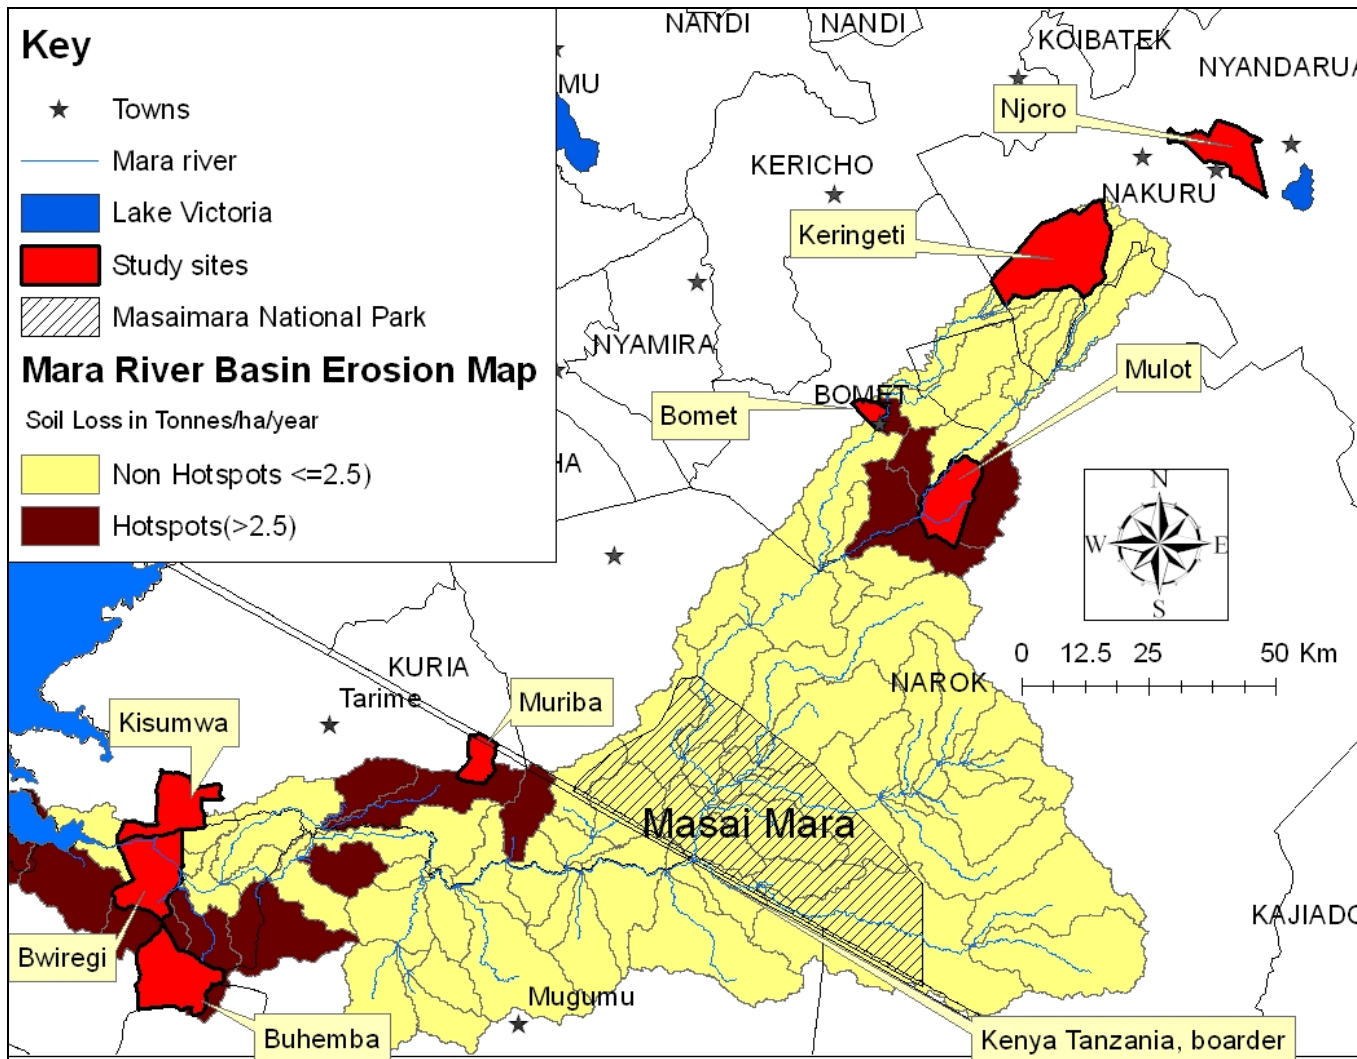 Key
Towns
Mara river
Lake Victoria
Study sites
Masaimara National Park
Mara River Basin Erosion Map
Soil Loss in Tonnes/ha/year
Non Hotspots <=2.5)
Hotspots(>2.5)
NANDI
NANDI
KOIBATEK
NYANDARUA
MU
Njoro
KERICHO
NAKURU
Keringeti
NYAMIRA
Mulot
BOMET
Bomet
HA
N
W
E
S
0 12.5 25 50 Km
KURIA
NAROK
Tarime
Muriba
Kisumwa
Masai Mara
KAJIADO
Bwiregi
Mugumu
Buhemba
Kenya Tanzania, boarder